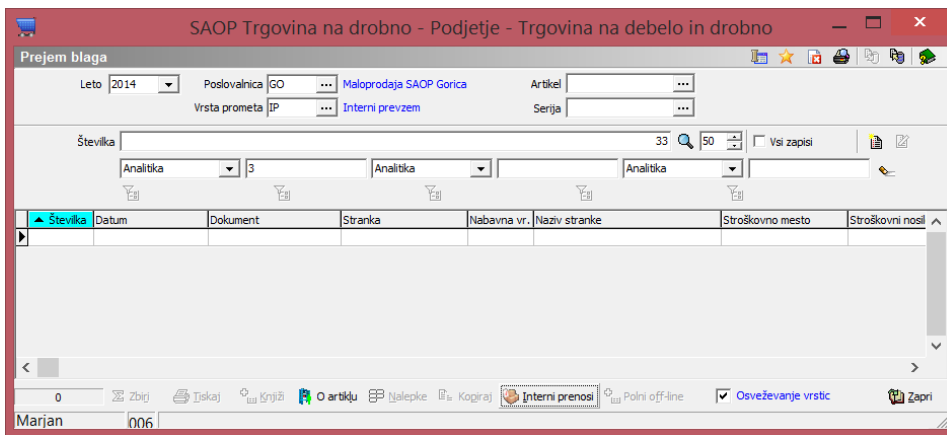 SAOP Trgovina na drobno - Podjetje - Trgovina na debelo in drobno
Prejem blaga
Leto 2014 Poslovalnica GO ... Maloprodaja SAOP Gorica Artikel ...
Vrsta prometa IP ... Interni prevzem Serija ...
Številka 33 50 Vsi zapisi
Analitika 3 Analitika Analitika
Številka Datum Dokument Stranka Nabavna vr. Naziv stranke Stroškovno mesto Stroškovni nosil
0 Zbirj Tiskaj Knjiži O artiklu Nalepke Kopiraj Interni prenosi Polni off-line Osveževanje vrstic Zapri
Marjan 006